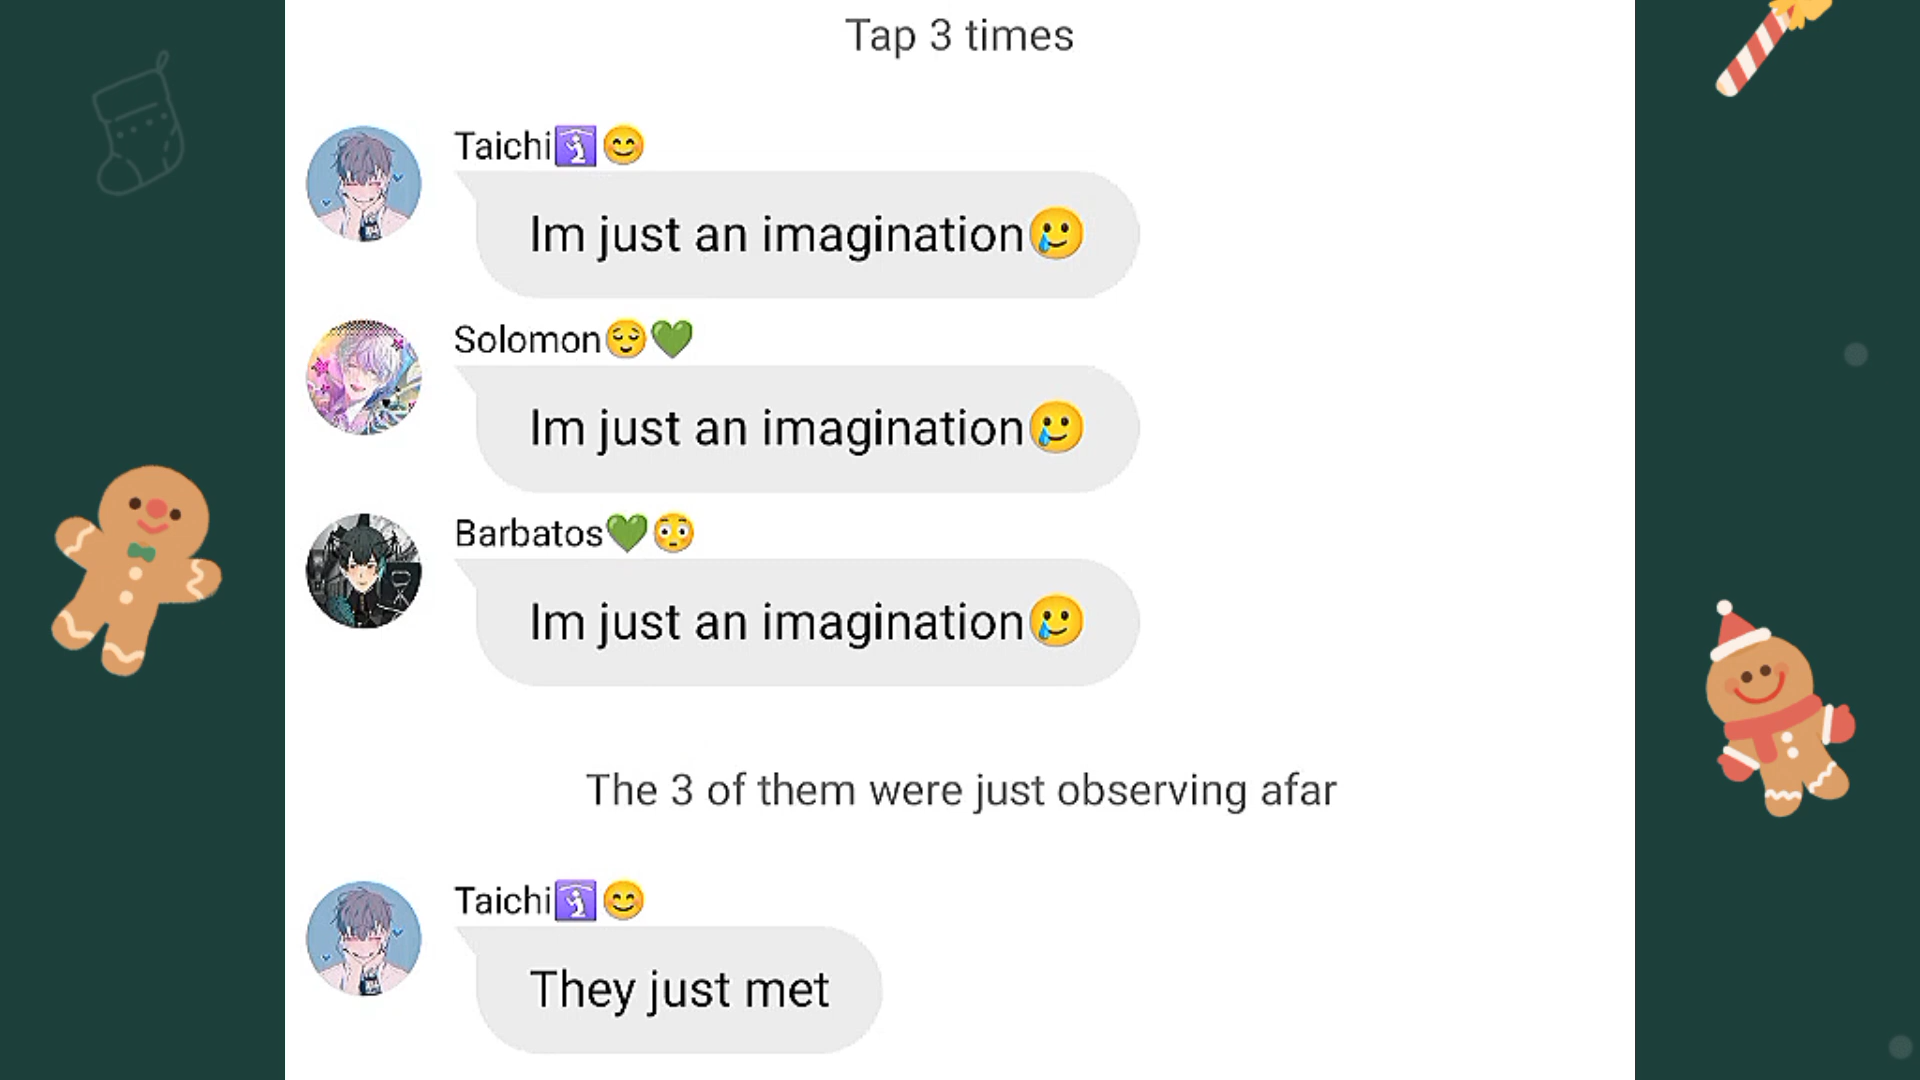 Tap 3 times
Taichi🛐😊
Im just an imagination🥲
Solomon😌💚
Im just an imagination🥲
Barbatos💚😳
Im just an imagination🥲
The 3 of them were just observing afar
Taichi🛐😊
They just met